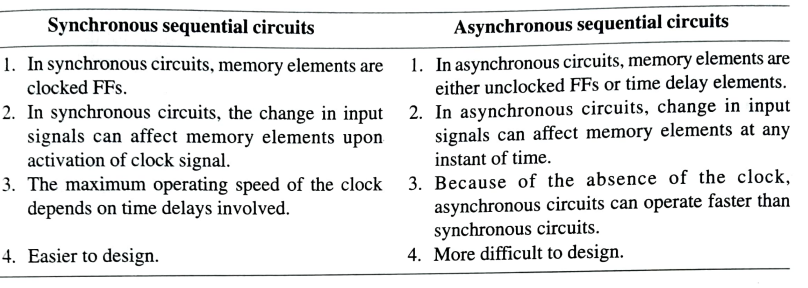 Synchronous sequential circuits
Asynchronous sequential circuits
1. In synchronous circuits, memory elements are
clocked FFs.
2. In synchronous circuits, the change in input
signals can affect memory elements upon
activation of clock signal.
3. The maximum operating speed of the clock
depends on time delays involved.
4. Easier to design.
1. In asynchronous circuits, memory elements are
either unclocked FFs or time delay elements.
2. In asynchronous circuits, change in input
signals can affect memory elements at any
instant of time.
3. Because of the absence of the clock,
asynchronous circuits can operate faster than
synchronous circuits.
4. More difficult to design.